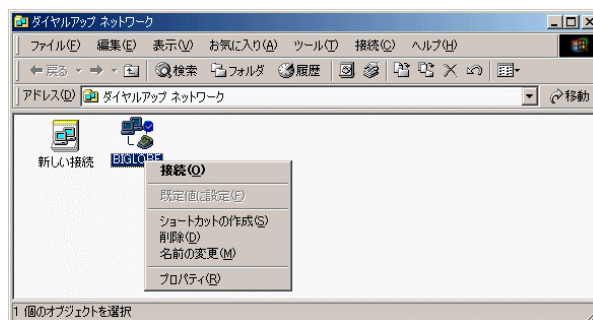 ダイヤルアップ ネットワーク
ファイル(F) 編集(E) 表示(V) お気に入り(A) ツール(T) 接続(C) ヘルプ(H)
戻る 検索 フォルダ 履歴
アドレス(D) ダイヤルアップ ネットワーク 移動
新しい接続 BIGLOBE
接続(O)
既定値に設定(F)
ショートカットの作成(S)
削除(D)
名前の変更(M)
プロパティ(R)
1 個のオブジェクトを選択